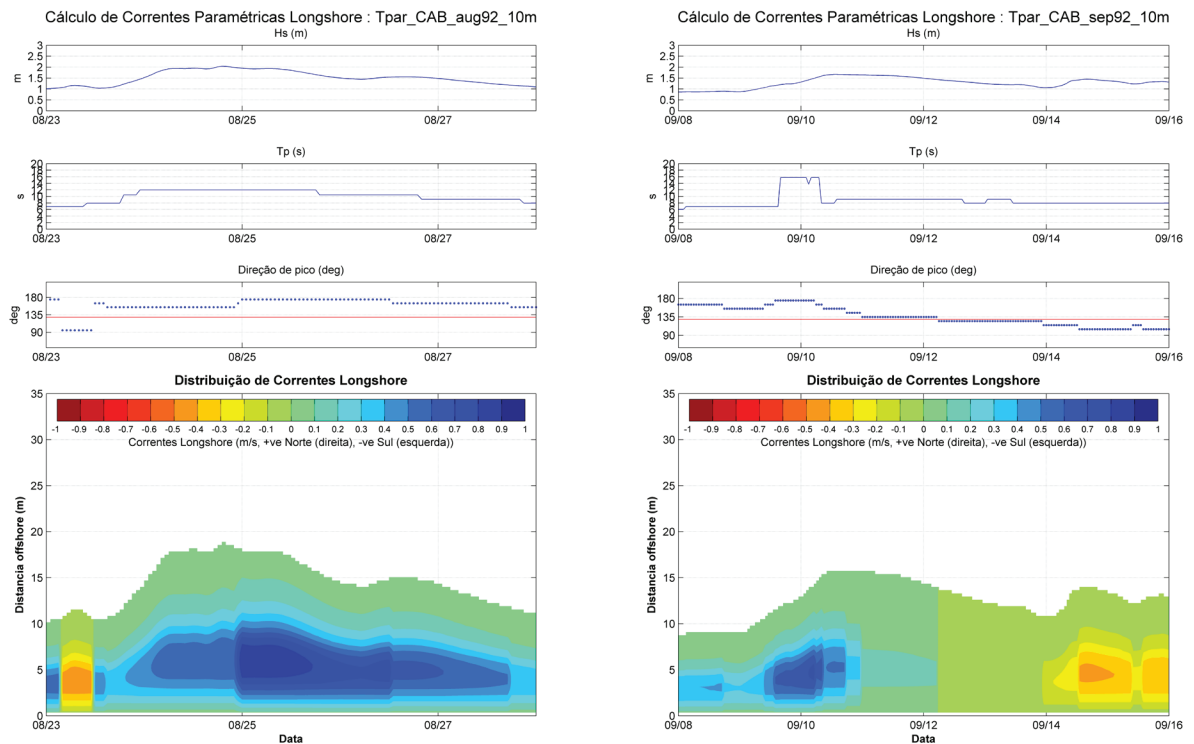 Cálculo de Correntes Paramétricas Longshore : Tpar_CAB_aug92_10m
Hs (m)
3
2.5
2
1.5
1
0.5
0
m
08/23 08/25 08/27
Tp (s)
20
18
16
14
12
10
8
6
4
2
0
s
08/23 08/25 08/27
Direção de pico (deg)
180
135
90
deg
08/23 08/25 08/27
Distribuição de Correntes Longshore
35
30
25
20
15
10
5
0
Distancia offshore (m)
-1 -0.9 -0.8 -0.7 -0.6 -0.5 -0.4 -0.3 -0.2 -0.1 0 0.1 0.2 0.3 0.4 0.5 0.6 0.7 0.8 0.9 1
Correntes Longshore (m/s, +ve Norte (direita), -ve Sul (esquerda))
08/23 08/25 08/27
Data
Cálculo de Correntes Paramétricas Longshore : Tpar_CAB_sep92_10m
Hs (m)
3
2.5
2
1.5
1
0.5
0
m
09/08 09/10 09/12 09/14 09/16
Tp (s)
20
18
16
14
12
10
8
6
4
2
0
s
09/08 09/10 09/12 09/14 09/16
Direção de pico (deg)
180
135
90
deg
09/08 09/10 09/12 09/14 09/16
Distribuição de Correntes Longshore
35
30
25
20
15
10
5
0
Distancia offshore (m)
-1 -0.9 -0.8 -0.7 -0.6 -0.5 -0.4 -0.3 -0.2 -0.1 0 0.1 0.2 0.3 0.4 0.5 0.6 0.7 0.8 0.9 1
Correntes Longshore (m/s, +ve Norte (direita), -ve Sul (esquerda))
09/08 09/10 09/12 09/14 09/16
Data